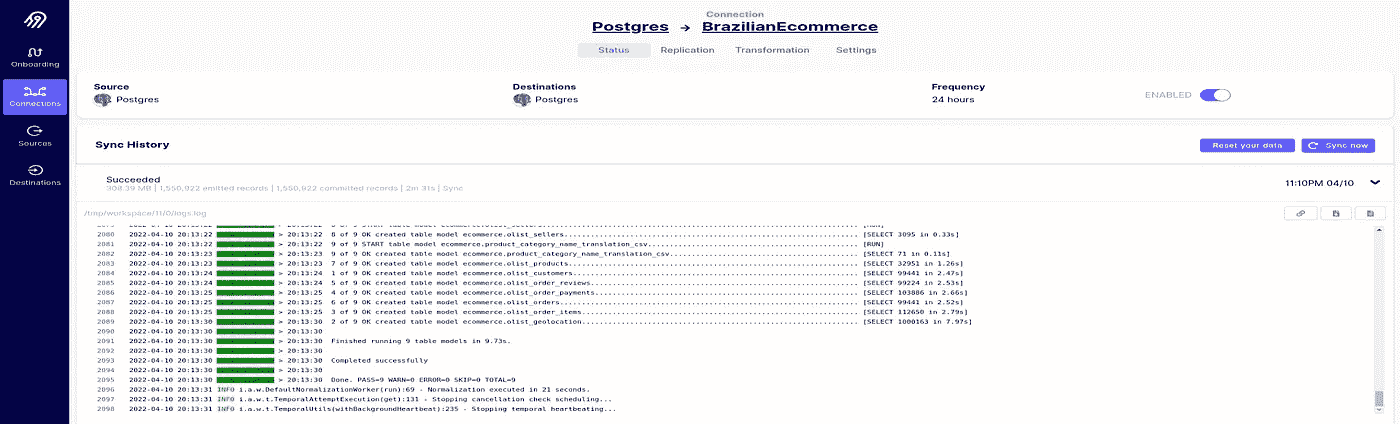 Connection
Postgres → BrazilianEcommerce
Status Replication Transformation Settings
Onboarding
Connections
Sources
Destinations
Source Destinations Frequency
Postgres Postgres 24 hours ENABLED
Sync History Reset your data Sync now
Succeeded
308.39 MB | 1,550,922 emitted records | 1,550,922 committed records | 2m 31s | Sync
11:10PM 04/10
/tmp/workspace/11/0/logs.log
2080 2022-04-10 20:13:22 > 20:13:22 8 of 9 OK created table model ecommerce.olist_sellers................ [SELECT 3095 in 0.33s]
2081 2022-04-10 20:13:22 > 20:13:22 9 of 9 START table model ecommerce.product_category_name_translation_csv................ [RUN]
2082 2022-04-10 20:13:23 > 20:13:23 9 of 9 OK created table model ecommerce.product_category_name_translation_csv................ [SELECT 71 in 0.11s]
2083 2022-04-10 20:13:23 > 20:13:23 7 of 9 OK created table model ecommerce.olist_products................ [SELECT 32951 in 1.26s]
2084 2022-04-10 20:13:24 > 20:13:24 1 of 9 OK created table model ecommerce.olist_customers................ [SELECT 99441 in 2.47s]
2085 2022-04-10 20:13:24 > 20:13:24 5 of 9 OK created table model ecommerce.olist_order_reviews................ [SELECT 99224 in 2.53s]
2086 2022-04-10 20:13:25 > 20:13:25 4 of 9 OK created table model ecommerce.olist_order_payments................ [SELECT 103886 in 2.66s]
2087 2022-04-10 20:13:25 > 20:13:25 6 of 9 OK created table model ecommerce.olist_orders................ [SELECT 99441 in 2.52s]
2088 2022-04-10 20:13:25 > 20:13:25 3 of 9 OK created table model ecommerce.olist_order_items................ [SELECT 112650 in 2.79s]
2089 2022-04-10 20:13:30 > 20:13:30 2 of 9 OK created table model ecommerce.olist_geolocation................ [SELECT 1000163 in 7.97s]
2090 2022-04-10 20:13:30 > 20:13:30
2091 2022-04-10 20:13:30 > 20:13:30 Finished running 9 table models in 9.73s.
2092 2022-04-10 20:13:30 > 20:13:30
2093 2022-04-10 20:13:30 > 20:13:30 Completed successfully
2094 2022-04-10 20:13:30 > 20:13:30
2095 2022-04-10 20:13:30 > 20:13:30 Done. PASS=9 WARN=0 ERROR=0 SKIP=0 TOTAL=9
2096 2022-04-10 20:13:31 INFO i.a.w.DefaultNormalizationWorker(run):69 - Normalization executed in 21 seconds.
2097 2022-04-10 20:13:31 INFO i.a.w.t.TemporalAttemptExecution(get):131 - Stopping cancellation check scheduling...
2098 2022-04-10 20:13:31 INFO i.a.w.t.TemporalUtils(withBackgroundHeartbeat):235 - Stopping temporal heartbeating...